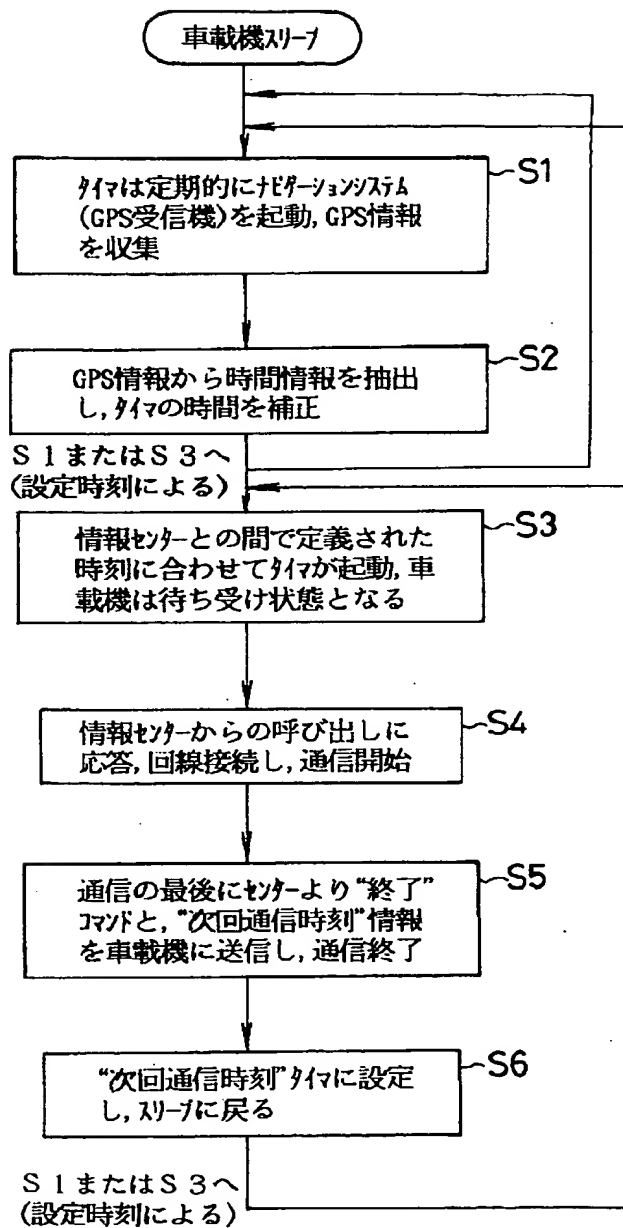 車載機スリープ
タイマは定期的にナビゲーションシステム
(GPS受信機)を起動,GPS情報
を収集
S1
GPS情報から時間情報を抽出
し,タイマの時間を補正
S2
S1またはS3へ
(設定時刻による)
情報センターとの間で定義された
時刻に合わせてタイマが起動,車
載機は待ち受け状態となる
S3
情報センターからの呼び出しに
応答,回線接続し,通信開始
S4
通信の最後にセンターより“終了”
コマンドと,“次回通信時刻”情報
を車載機に送信し,通信終了
S5
“次回通信時刻”タイマに設定
し,スリープに戻る
S6
S1またはS3へ
(設定時刻による)